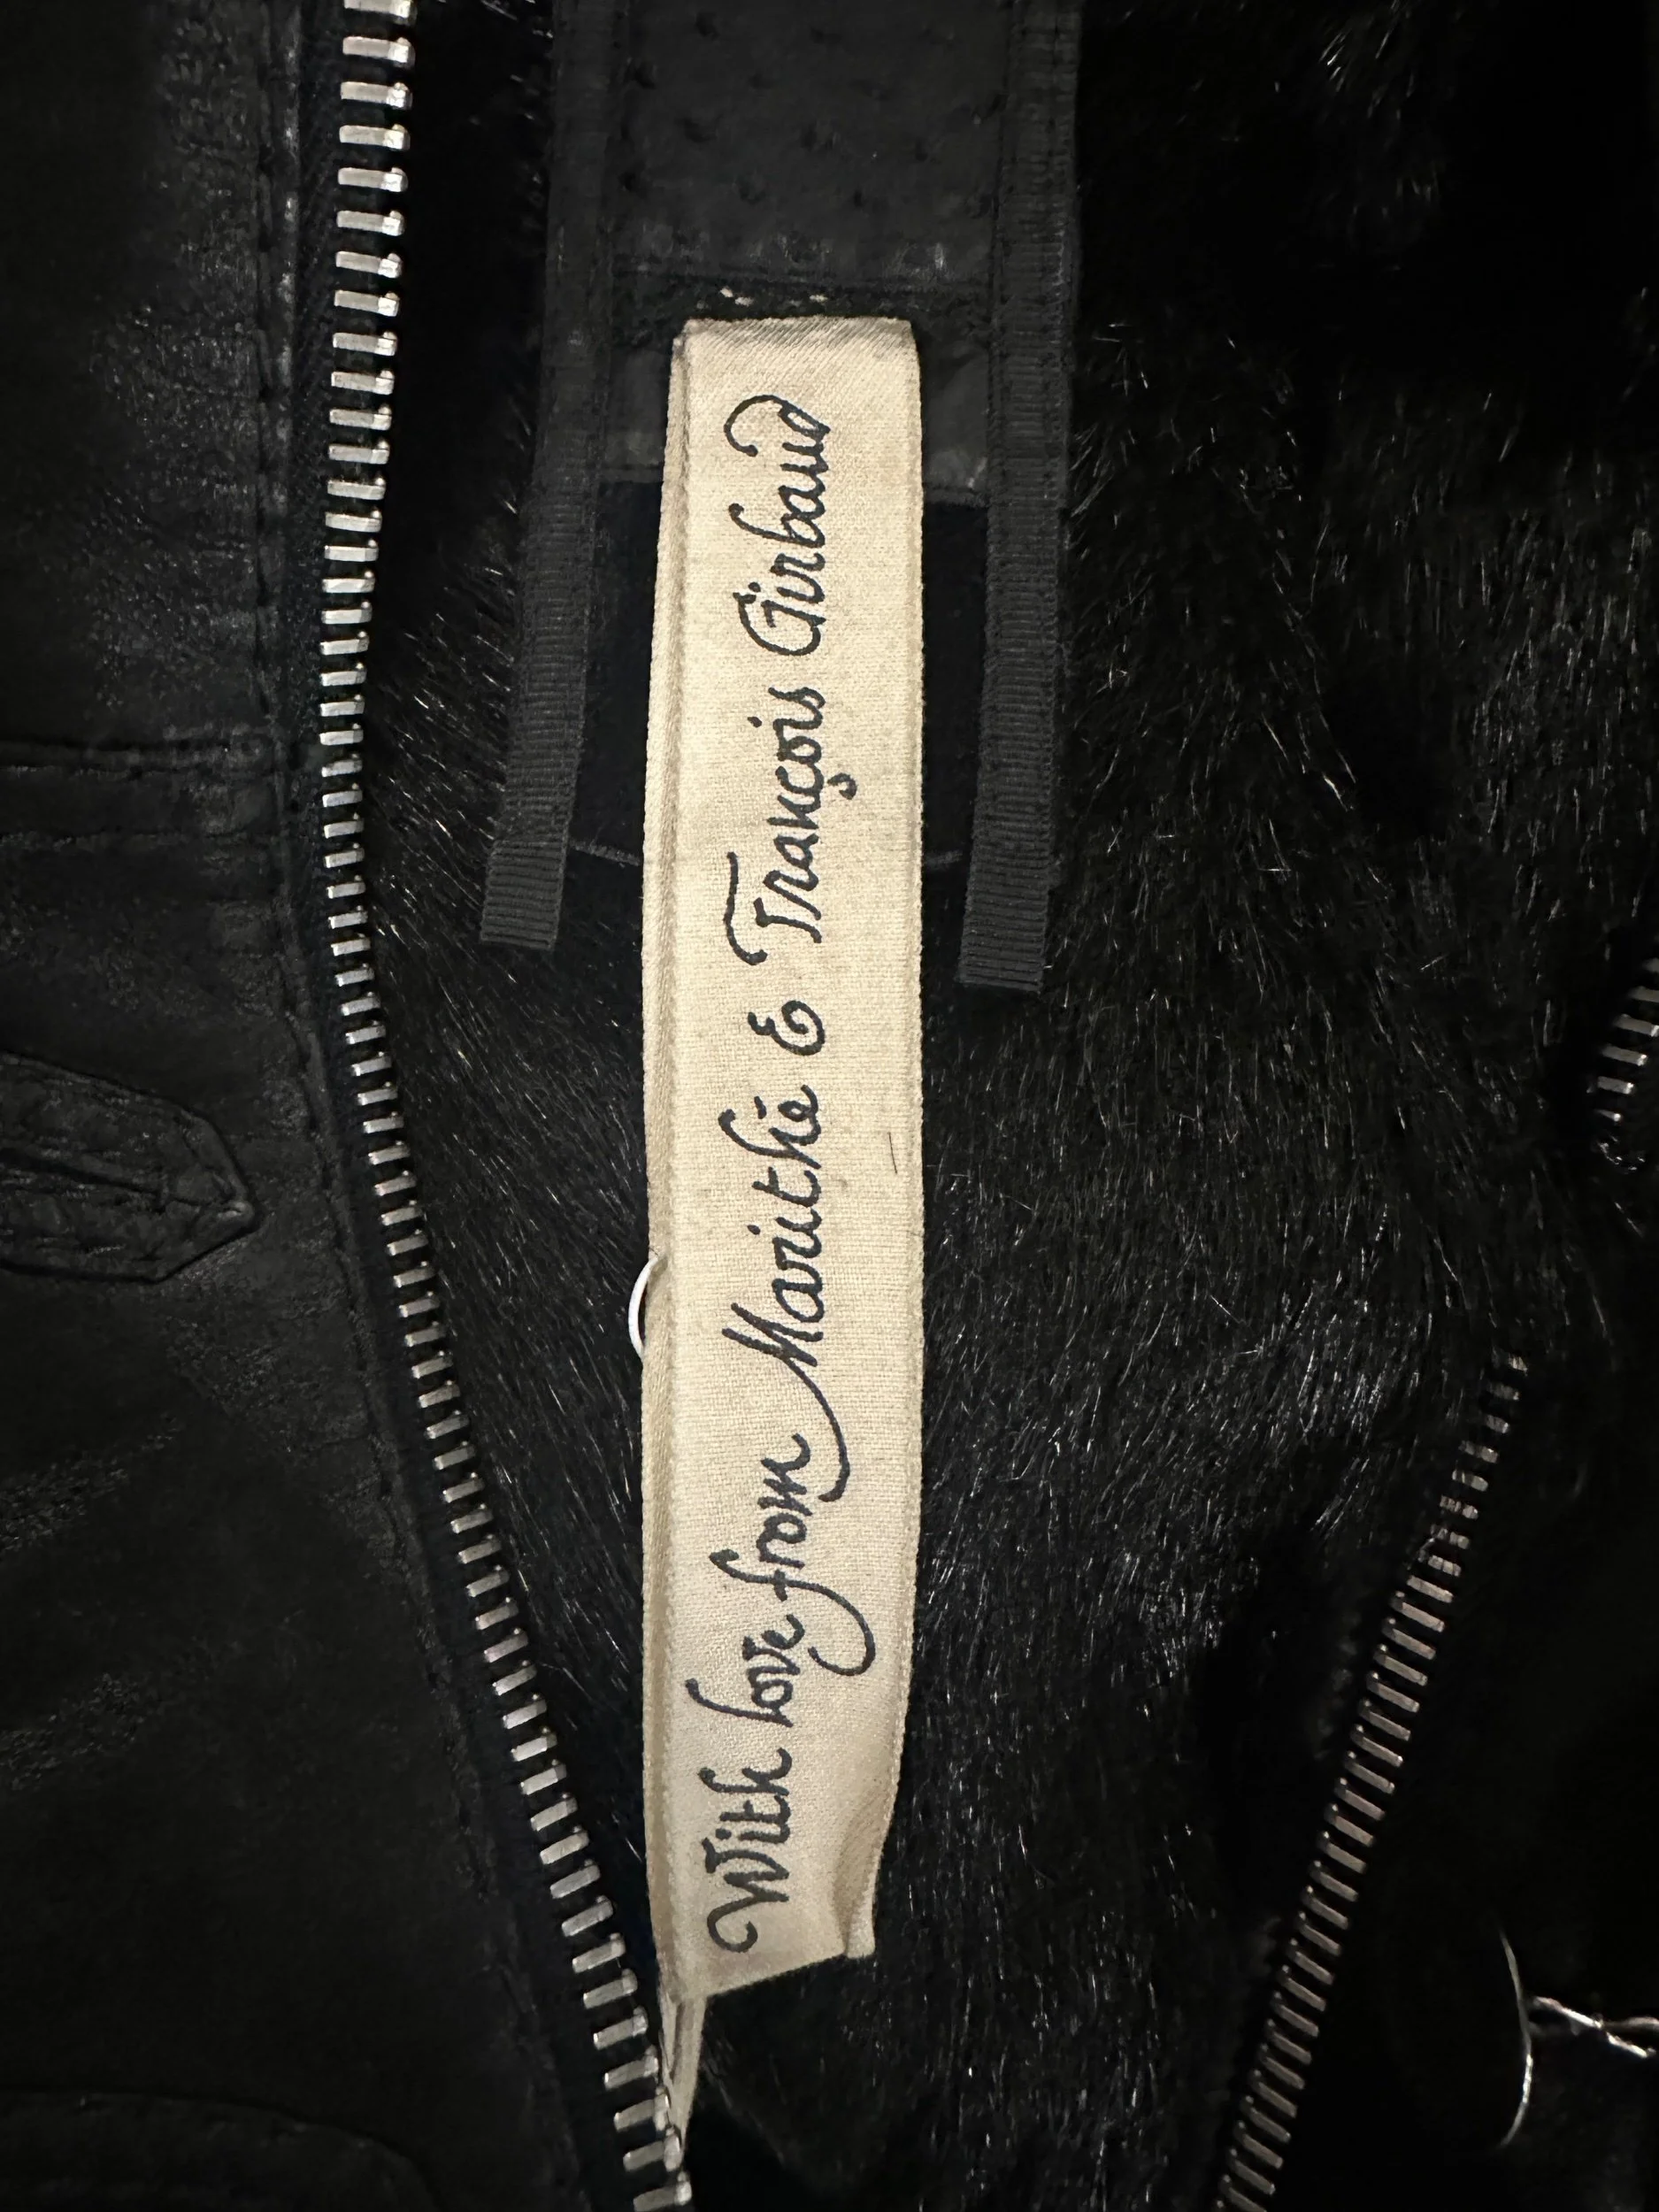 With love from Marithé & François Girbaud